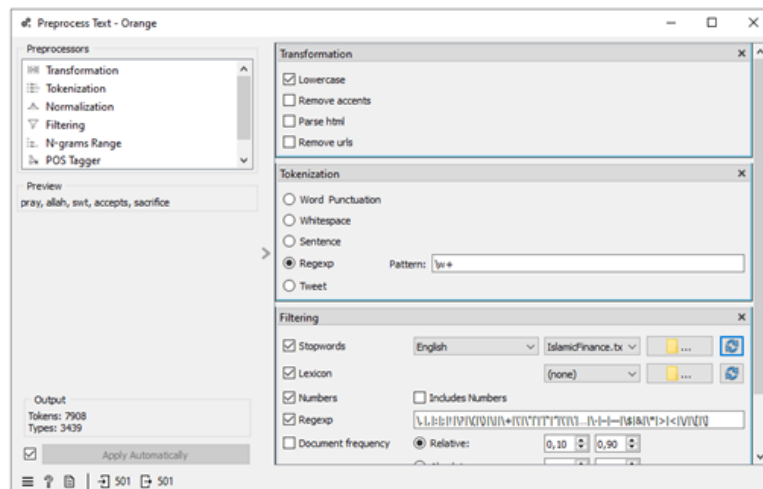 Preprocess Text - Orange
Preprocessors
Transformation
Tokenization
Normalization
Filtering
N-grams Range
POS Tagger
Preview
pray, allah, swt, accepts, sacrifice
Output
Tokens: 7908
Types: 3439
Apply Automatically
501 501
Transformation
Lowercase
Remove accents
Parse html
Remove urls
Tokenization
Word Punctuation
Whitespace
Sentence
Regexp Pattern: \w+
Tweet
Filtering
Stopwords English IslamicFinance.tx ...
Lexicon (none) ...
Numbers Includes Numbers
Regexp
Document frequency Relative: 0,10 0,90